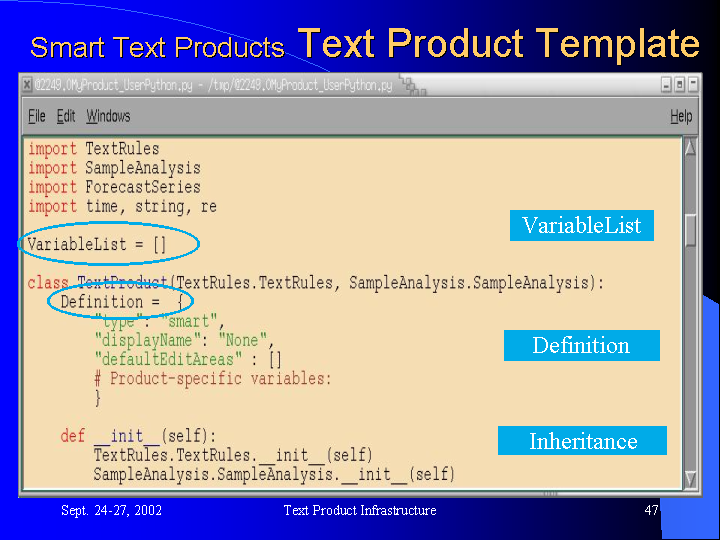 Smart Text Products Text Product Template
@2249.0MyProduct_UserPython.py - /tmp/@2249.0MyProduct_UserPython.py
File Edit Windows Help
import TextRules
import SampleAnalysis
import ForecastSeries
import time, string, re
VariableList = []
VariableList
class TextProduct(TextRules.TextRules, SampleAnalysis.SampleAnalysis):
Definition = {
"type": "smart",
"displayName": "None",
Definition
"defaultEditAreas" : []
# Product-specific variables:
}
def __init__(self):
Inheritance
TextRules.TextRules.__init__(self)
SampleAnalysis.SampleAnalysis.__init__(self)
Sept. 24-27, 2002 Text Product Infrastructure 47